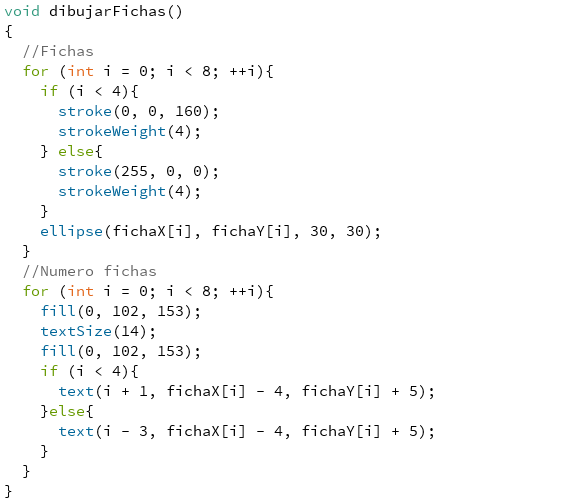 void dibujarFichas()
{
  //Fichas
  for (int i = 0; i < 8; ++i){
    if (i < 4){
      stroke(0, 0, 160);
      strokeWeight(4);
    } else{
      stroke(255, 0, 0);
      strokeWeight(4);
    }
    ellipse(fichaX[i], fichaY[i], 30, 30);
  }
  //Numero fichas
  for (int i = 0; i < 8; ++i){
    fill(0, 102, 153);
    textSize(14);
    fill(0, 102, 153);
    if (i < 4){
      text(i + 1, fichaX[i] - 4, fichaY[i] + 5);
    }else{
      text(i - 3, fichaX[i] - 4, fichaY[i] + 5);
    }
  }
}